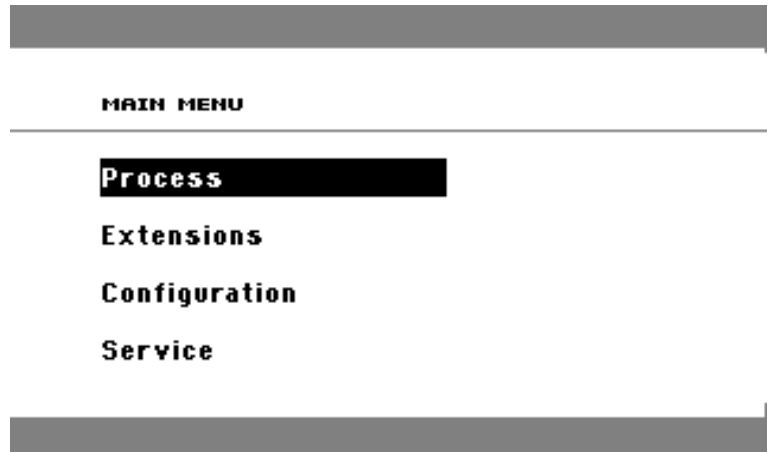 MAIN MENU
Process
Extensions
Configuration
Service